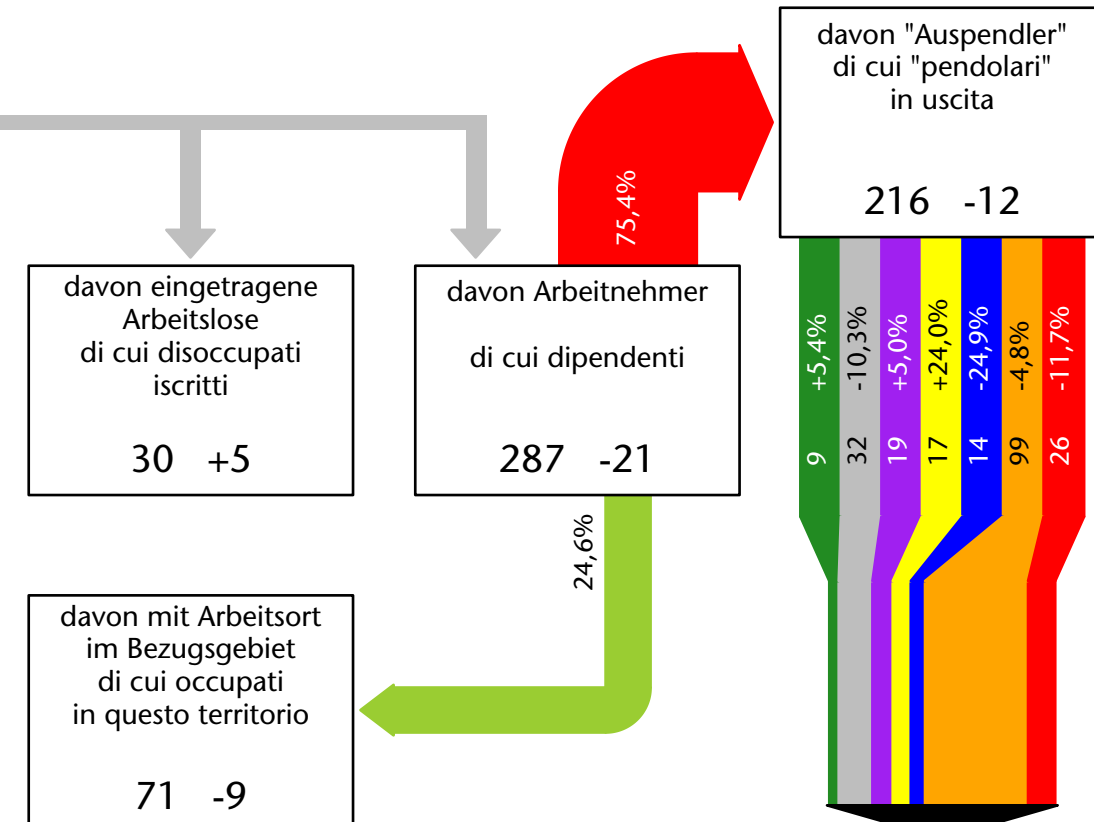 davon "Auspendler"
di cui "pendolari"
in uscita
216 -12
75,4%
davon eingetragene
Arbeitslose
di cui disoccupati
iscritti
30 +5
davon Arbeitnehmer
di cui dipendenti
287 -21
9 +5,4%
32 -10,3%
19 +5,0%
17 +24,0%
14 -24,9%
99 -4,8%
26 -11,7%
24,6%
davon mit Arbeitsort
im Bezugsgebiet
di cui occupati
in questo territorio
71 -9